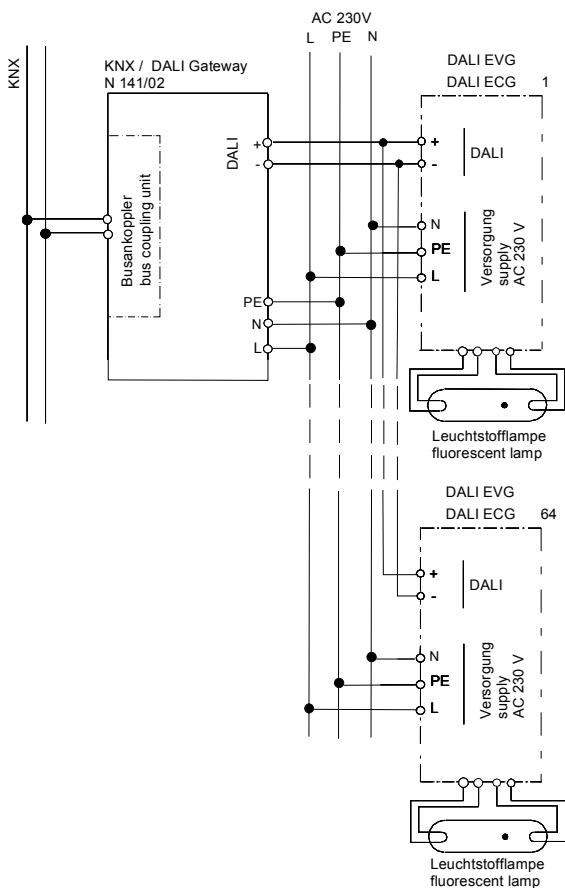 AC 230V
L PE N
KNX
KNX / DALI Gateway
N 141/02
DALI
+
-
Busankoppler
bus coupling unit
PE
N
L
DALI EVG
DALI ECG 1
+
-
DALI
N
PE
L
Versorgung
supply
AC 230 V
Leuchtstofflampe
fluorescent lamp
DALI EVG
DALI ECG 64
+
-
DALI
N
PE
L
Versorgung
supply
AC 230 V
Leuchtstofflampe
fluorescent lamp